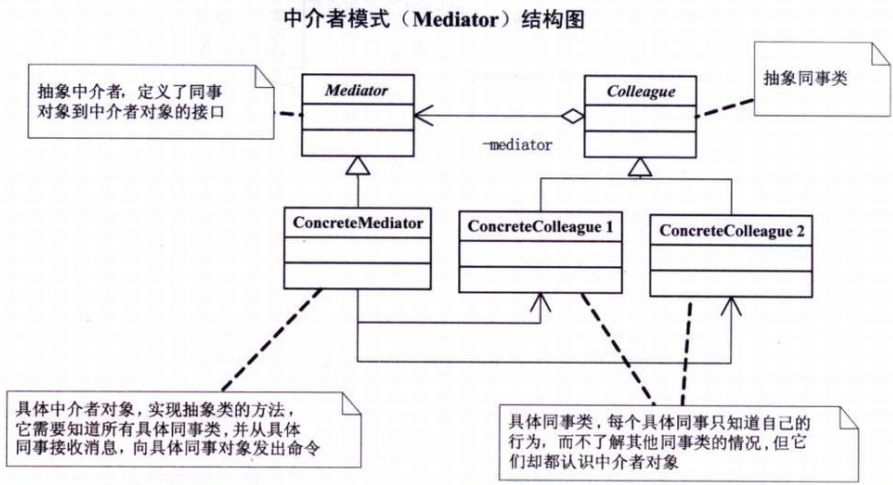 中介者模式（Mediator）结构图
抽象中介者，定义了同事
对象到中介者对象的接口
Mediator
Colleague
抽象同事类
-mediator
ConcreteMediator
ConcreteColleague 1
ConcreteColleague 2
具体中介者对象，实现抽象类的方法，
它需要知道所有具体同事类，并从具体
同事接收消息，向具体同事对象发出命令
具体同事类，每个具体同事只知道自己的
行为，而不了解其他同事类的情况，但它
们却都认识中介者对象